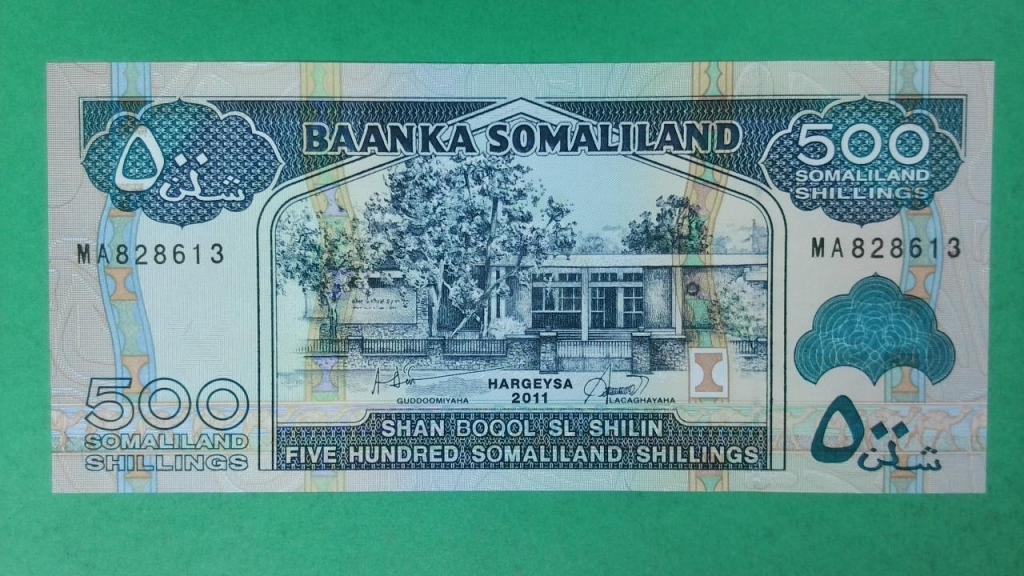 BAANKA SOMALILAND
٥٠٠
شلن
500
SOMALILAND
SHILLINGS
MA828613
MA828613
HARGEYSA
2011
GUDDOOMIYAHA
LACAGHAYAHA
500
SOMALILAND
SHILLINGS
SHAN BOQOL SL SHILIN
FIVE HUNDRED SOMALILAND SHILLINGS
٥٠٠
شلن